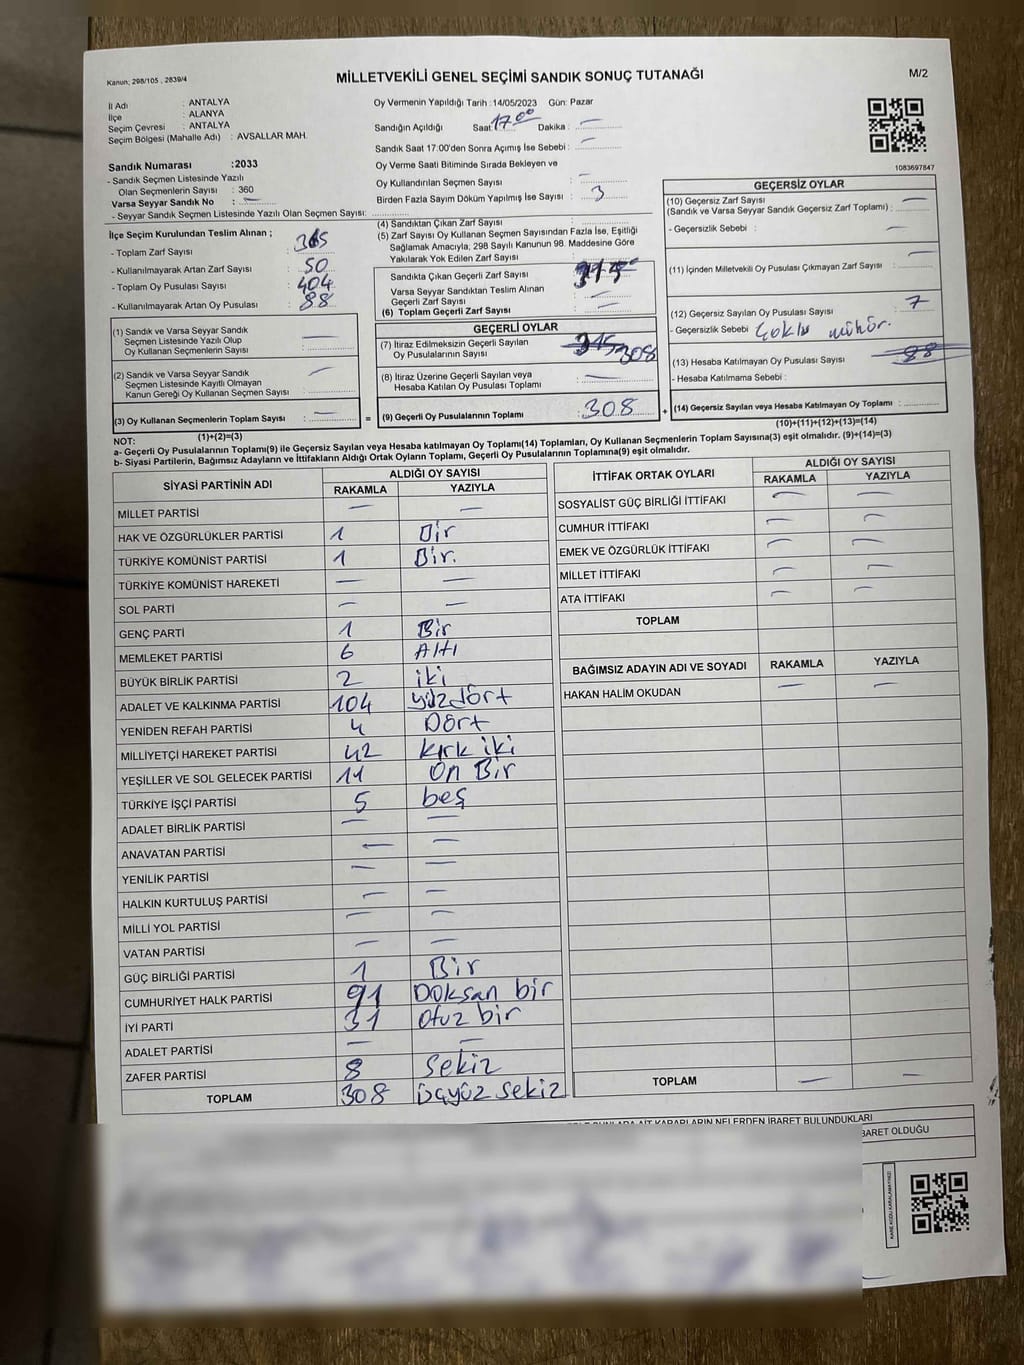 Kanun; 298/105 , 2839/4
MİLLETVEKİLİ GENEL SEÇİMİ SANDIK SONUÇ TUTANAĞI
M/2
İl Adı : ANTALYA
İlçe : ALANYA
Seçim Çevresi : ANTALYA
Seçim Bölgesi (Mahalle Adı) : AVSALLAR MAH.
Sandık Numarası :2033
- Sandık Seçmen Listesinde Yazılı
Olan Seçmenlerin Sayısı : 360
Varsa Seyyar Sandık No : —
- Seyyar Sandık Seçmen Listesinde Yazılı Olan Seçmen Sayısı:
Oy Vermenin Yapıldığı Tarih :14/05/2023 Gün: Pazar
Sandığın Açıldığı Saat: 17.00 Dakika : —
Sandık Saat 17:00'den Sonra Açımış İse Sebebi : —
Oy Verme Saati Bitiminde Sırada Bekleyen ve
Oy Kullandırılan Seçmen Sayısı : —
Birden Fazla Sayım Döküm Yapılmış İse Sayısı : 3
1083697847
İlçe Seçim Kurulundan Teslim Alınan ;
- Toplam Zarf Sayısı : 365
- Kullanılmayarak Artan Zarf Sayısı : 50
- Toplam Oy Pusulası Sayısı : 404
- Kullanılmayarak Artan Oy Pusulası : 88
(1) Sandık ve Varsa Seyyar Sandık
Seçmen Listesinde Yazılı Olup
Oy Kullanan Seçmenlerin Sayısı : —
(2) Sandık ve Varsa Seyyar Sandık
Seçmen Listesinde Kayıtlı Olmayan
Kanun Gereği Oy Kullanan Seçmen Sayısı : —
(3) Oy Kullanan Seçmenlerin Toplam Sayısı : —
(1)+(2)=(3)
(4) Sandıktan Çıkan Zarf Sayısı :
(5) Zarf Sayısı Oy Kullanan Seçmen Sayısından Fazla İse, Eşitliği
Sağlamak Amacıyla; 298 Sayılı Kanunun 98. Maddesine Göre
Yakılarak Yok Edilen Zarf Sayısı :
Sandıkta Çıkan Geçerli Zarf Sayısı : 315
Varsa Seyyar Sandıktan Teslim Alınan
Geçerli Zarf Sayısı : —
(6) Toplam Geçerli Zarf Sayısı : —
GEÇERLİ OYLAR
(7) İtiraz Edilmeksizin Geçerli Sayılan
Oy Pusulalarının Sayısı : 315 308
(8) İtiraz Üzerine Geçerli Sayılan veya
Hesaba Katılan Oy Pusulası Toplamı : —
= (9) Geçerli Oy Pusulalarının Toplamı : 308 +
GEÇERSİZ OYLAR
(10) Geçersiz Zarf Sayısı
(Sandık ve Varsa Seyyar Sandık Geçersiz Zarf Toplamı) : —
- Geçersizlik Sebebi : —
(11) İçinden Milletvekili Oy Pusulası Çıkmayan Zarf Sayısı : —
(12) Geçersiz Sayılan Oy Pusulası Sayısı : 7
- Geçersizlik Sebebi Çoklu mühür.
(13) Hesaba Katılmayan Oy Pusulası Sayısı : 88
- Hesaba Katılmama Sebebi :
(14) Geçersiz Sayılan veya Hesaba Katılmayan Oy Toplamı :
(10)+(11)+(12)+(13)=(14)
NOT:
a- Geçerli Oy Pusulalarının Toplamı(9) ile Geçersiz Sayılan veya Hesaba katılmayan Oy Toplamı(14) Toplamları, Oy Kullanan Seçmenlerin Toplam Sayısına(3) eşit olmalıdır. (9)+(14)=(3)
b- Siyasi Partilerin, Bağımsız Adayların ve İttifakların Aldığı Ortak Oyların Toplamı, Geçerli Oy Pusulalarının Toplamına(9) eşit olmalıdır.
SİYASİ PARTİNİN ADI
ALDIĞI OY SAYISI
RAKAMLA YAZIYLA
MİLLET PARTİSİ — —
HAK VE ÖZGÜRLÜKLER PARTİSİ 1 Bir
TÜRKİYE KOMÜNİST PARTİSİ 1 Bir.
TÜRKİYE KOMÜNİST HAREKETİ — —
SOL PARTİ — —
GENÇ PARTİ 1 Bir
MEMLEKET PARTİSİ 6 Altı
BÜYÜK BİRLİK PARTİSİ 2 iki
ADALET VE KALKINMA PARTİSİ 104 yüzdört
YENİDEN REFAH PARTİSİ 4 Dört
MİLLİYETÇİ HAREKET PARTİSİ 42 kırk iki
YEŞİLLER VE SOL GELECEK PARTİSİ 11 On Bir
TÜRKİYE İŞÇİ PARTİSİ 5 beş
ADALET BİRLİK PARTİSİ — —
ANAVATAN PARTİSİ — —
YENİLİK PARTİSİ — —
HALKIN KURTULUŞ PARTİSİ — —
MİLLİ YOL PARTİSİ — —
VATAN PARTİSİ — —
GÜÇ BİRLİĞİ PARTİSİ 1 Bir
CUMHURİYET HALK PARTİSİ 91 Doksan bir
İYİ PARTİ 31 otuz bir
ADALET PARTİSİ — —
ZAFER PARTİSİ 8 Sekiz
TOPLAM 308 üçyüz sekiz
İTTİFAK ORTAK OYLARI
ALDIĞI OY SAYISI
RAKAMLA YAZIYLA
SOSYALİST GÜÇ BİRLİĞİ İTTİFAKI — —
CUMHUR İTTİFAKI — —
EMEK VE ÖZGÜRLÜK İTTİFAKI — —
MİLLET İTTİFAKI — —
ATA İTTİFAKI — —
TOPLAM
BAĞIMSIZ ADAYIN ADI VE SOYADI RAKAMLA YAZIYLA
HAKAN HALİM OKUDAN — —
TOPLAM — —
KARARLARIN NELERDEN İBARET BULUNDUKLARI
BARET OLDUĞU